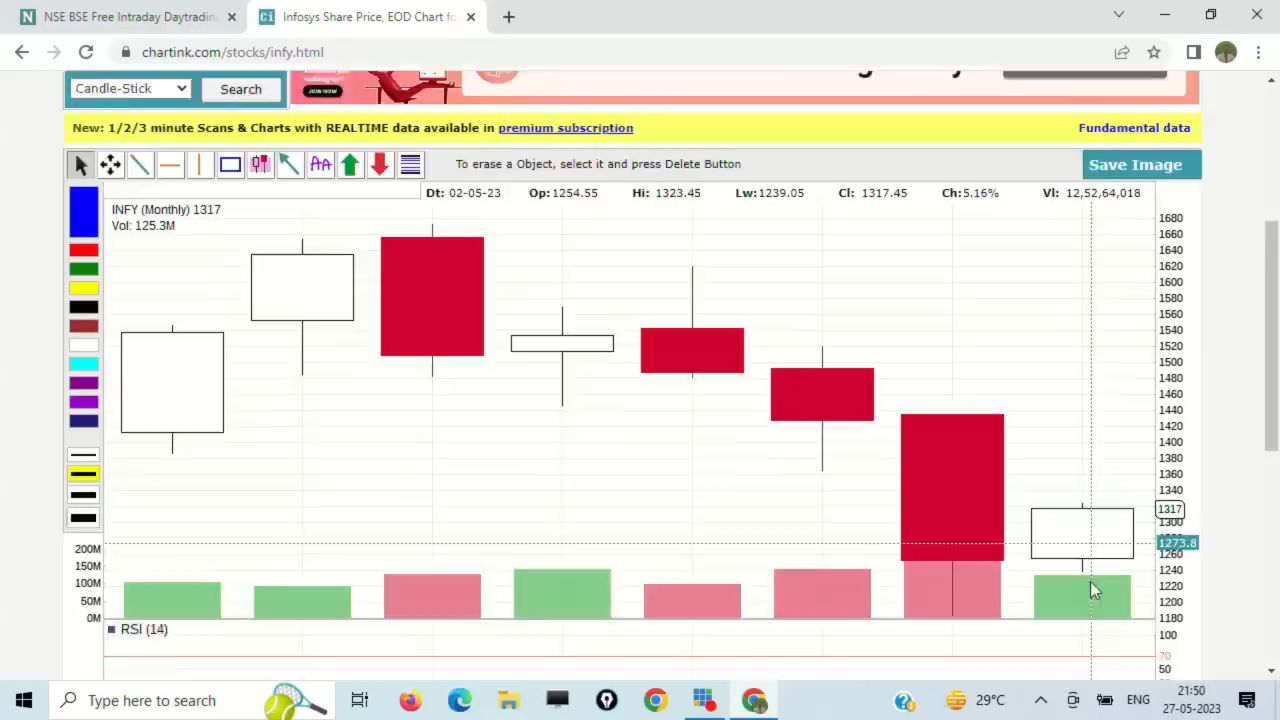 NSE BSE Free Intraday Daytradin
Infosys Share Price, EOD Chart fo
chartink.com/stocks/infy.html
JOIN NOW
Candle-Stick
Search
New: 1/2/3 minute Scans & Charts with REALTIME data available in premium subscription
Fundamental data
To erase a Object, select it and press Delete Button
Save Image
Dt: 02-05-23 Op:1254.55 Hi: 1323.45 Lw:1239.05 Cl: 1317.45 Ch:5.16% Vl: 12,52,64,018
INFY (Monthly) 1317
Vol: 125.3M
1680
1660
1640
1620
1600
1580
1560
1540
1520
1500
1480
1460
1440
1420
1400
1380
1360
1340
1317
1300
1273.8
1260
1240
1220
1200
1180
200M
150M
100M
50M
0M
RSI (14)
100
70
50
Type here to search
29°C
ENG
21:50
27-05-2023